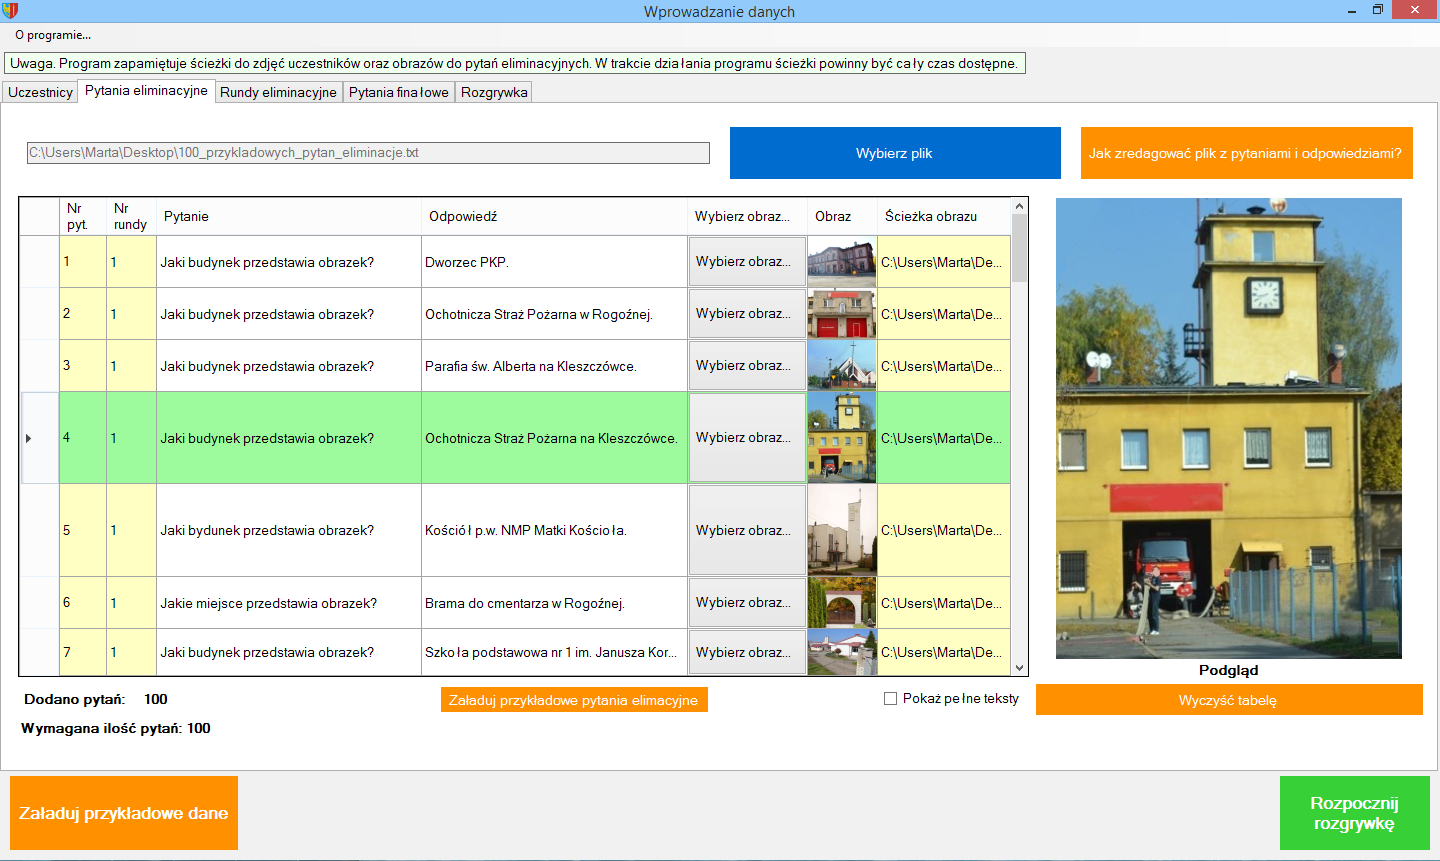 Wprowadzanie danych
O programie...
Uwaga. Program zapamiętuje ścieżki do zdjęć uczestników oraz obrazów do pytań eliminacyjnych. W trakcie działania programu ścieżki powinny być cały czas dostępne.
Uczestnicy Pytania eliminacyjne Rundy eliminacyjne Pytania finałowe Rozgrywka
C:\Users\Marta\Desktop\100_przykladowych_pytan_eliminacje.txt Wybierz plik Jak zredagować plik z pytaniami i odpowiedziami?
Nr pyt. Nr rundy Pytanie Odpowiedź Wybierz obraz... Obraz Ścieżka obrazu
1 1 Jaki budynek przedstawia obrazek? Dworzec PKP. Wybierz obraz... C:\Users\Marta\De...
2 1 Jaki budynek przedstawia obrazek? Ochotnicza Straż Pożarna w Rogoźnej. Wybierz obraz... C:\Users\Marta\De...
3 1 Jaki budynek przedstawia obrazek? Parafia św. Alberta na Kleszczówce. Wybierz obraz... C:\Users\Marta\De...
4 1 Jaki budynek przedstawia obrazek? Ochotnicza Straż Pożarna na Kleszczówce. Wybierz obraz... C:\Users\Marta\De...
5 1 Jaki bydunek przedstawia obrazek? Kościół p.w. NMP Matki Kościoła. Wybierz obraz... C:\Users\Marta\De...
6 1 Jakie miejsce przedstawia obrazek? Brama do cmentarza w Rogoźnej. Wybierz obraz... C:\Users\Marta\De...
7 1 Jaki budynek przedstawia obrazek? Szkoła podstawowa nr 1 im. Janusza Kor... Wybierz obraz... C:\Users\Marta\De...
Podgląd
Dodano pytań: 100 Załaduj przykładowe pytania elimacyjne Pokaż pełne teksty Wyczyść tabelę
Wymagana ilość pytań: 100
Załaduj przykładowe dane
Rozpocznij
rozgrywkę